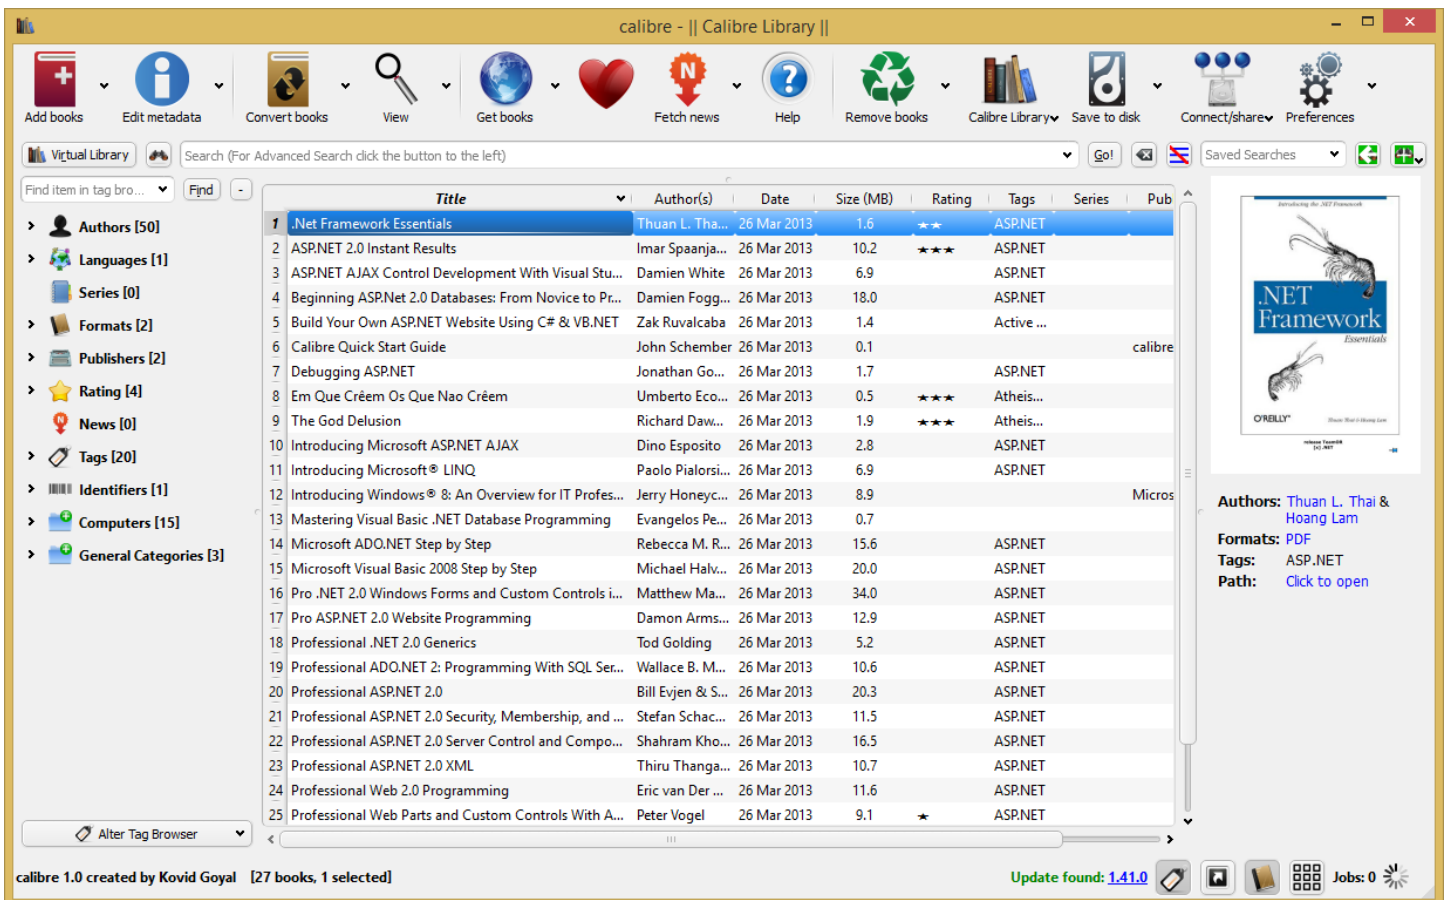 calibre - || Calibre Library ||
Add books Edit metadata Convert books View Get books Fetch news Help Remove books Calibre Library Save to disk Connect/share Preferences
Virtual Library Search (For Advanced Search click the button to the left) Go! Saved Searches
Find item in tag bro... Find -
Authors [50]
Languages [1]
Series [0]
Formats [2]
Publishers [2]
Rating [4]
News [0]
Tags [20]
Identifiers [1]
Computers [15]
General Categories [3]
Alter Tag Browser
Title Author(s) Date Size (MB) Rating Tags Series Pub
1 .Net Framework Essentials Thuan L. Tha... 26 Mar 2013 1.6 ★★ ASP.NET
2 ASP.NET 2.0 Instant Results Imar Spaanja... 26 Mar 2013 10.2 ★★★ ASP.NET
3 ASP.NET AJAX Control Development With Visual Stu... Damien White 26 Mar 2013 6.9 ASP.NET
4 Beginning ASP.Net 2.0 Databases: From Novice to Pr... Damien Fogg... 26 Mar 2013 18.0 ASP.NET
5 Build Your Own ASP.NET Website Using C# & VB.NET Zak Ruvalcaba 26 Mar 2013 1.4 Active ...
6 Calibre Quick Start Guide John Schember 26 Mar 2013 0.1 calibre
7 Debugging ASP.NET Jonathan Go... 26 Mar 2013 1.7 ASP.NET
8 Em Que Crêem Os Que Nao Crêem Umberto Eco... 26 Mar 2013 0.5 ★★★ Atheis...
9 The God Delusion Richard Daw... 26 Mar 2013 1.9 ★★★ Atheis...
10 Introducing Microsoft ASP.NET AJAX Dino Esposito 26 Mar 2013 2.8 ASP.NET
11 Introducing Microsoft® LINQ Paolo Pialorsi... 26 Mar 2013 6.9 ASP.NET
12 Introducing Windows® 8: An Overview for IT Profes... Jerry Honeyc... 26 Mar 2013 8.9 Micros
13 Mastering Visual Basic .NET Database Programming Evangelos Pe... 26 Mar 2013 0.7
14 Microsoft ADO.NET Step by Step Rebecca M. R... 26 Mar 2013 15.6 ASP.NET
15 Microsoft Visual Basic 2008 Step by Step Michael Halv... 26 Mar 2013 20.0 ASP.NET
16 Pro .NET 2.0 Windows Forms and Custom Controls i... Matthew Ma... 26 Mar 2013 34.0 ASP.NET
17 Pro ASP.NET 2.0 Website Programming Damon Arms... 26 Mar 2013 12.9 ASP.NET
18 Professional .NET 2.0 Generics Tod Golding 26 Mar 2013 5.2 ASP.NET
19 Professional ADO.NET 2: Programming With SQL Ser... Wallace B. M... 26 Mar 2013 10.6 ASP.NET
20 Professional ASP.NET 2.0 Bill Evjen & S... 26 Mar 2013 20.3 ASP.NET
21 Professional ASP.NET 2.0 Security, Membership, and ... Stefan Schac... 26 Mar 2013 11.5 ASP.NET
22 Professional ASP.NET 2.0 Server Control and Compo... Shahram Kho... 26 Mar 2013 16.5 ASP.NET
23 Professional ASP.NET 2.0 XML Thiru Thanga... 26 Mar 2013 10.7 ASP.NET
24 Professional Web 2.0 Programming Eric van Der ... 26 Mar 2013 11.6 ASP.NET
25 Professional Web Parts and Custom Controls With A... Peter Vogel 26 Mar 2013 9.1 ★ ASP.NET
Introducing the .NET Framework
.NET
Framework
Essentials
O'REILLY®
Thuan Thai & Hoang Lam
Authors: Thuan L. Thai &
Hoang Lam
Formats: PDF
Tags: ASP.NET
Path: Click to open
calibre 1.0 created by Kovid Goyal [27 books, 1 selected]
Update found: 1.41.0 Jobs: 0